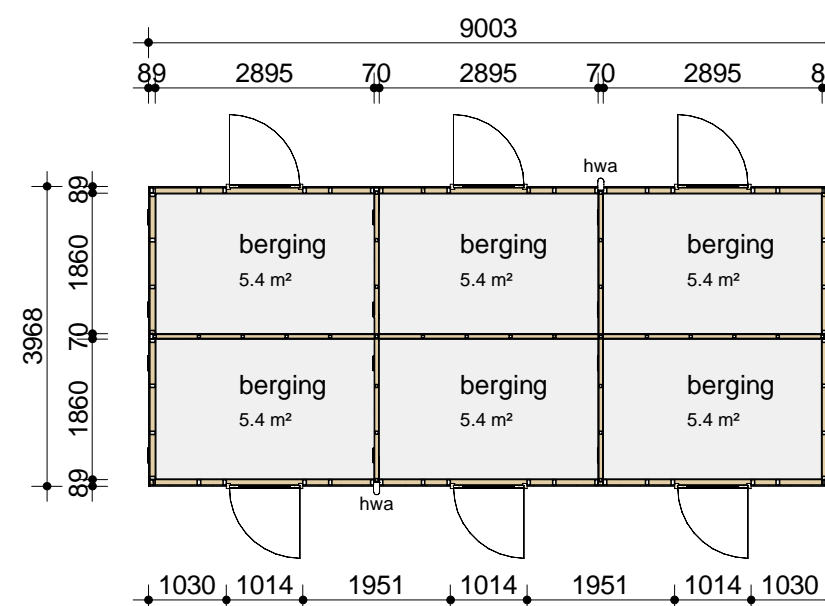 9003
89 2895 70 2895 70 2895 8
hwa
89
1860
70
1860
89
3968
berging berging berging
5.4 m² 5.4 m² 5.4 m²
berging berging berging
5.4 m² 5.4 m² 5.4 m²
hwa
1030 1014 1951 1014 1951 1014 1030